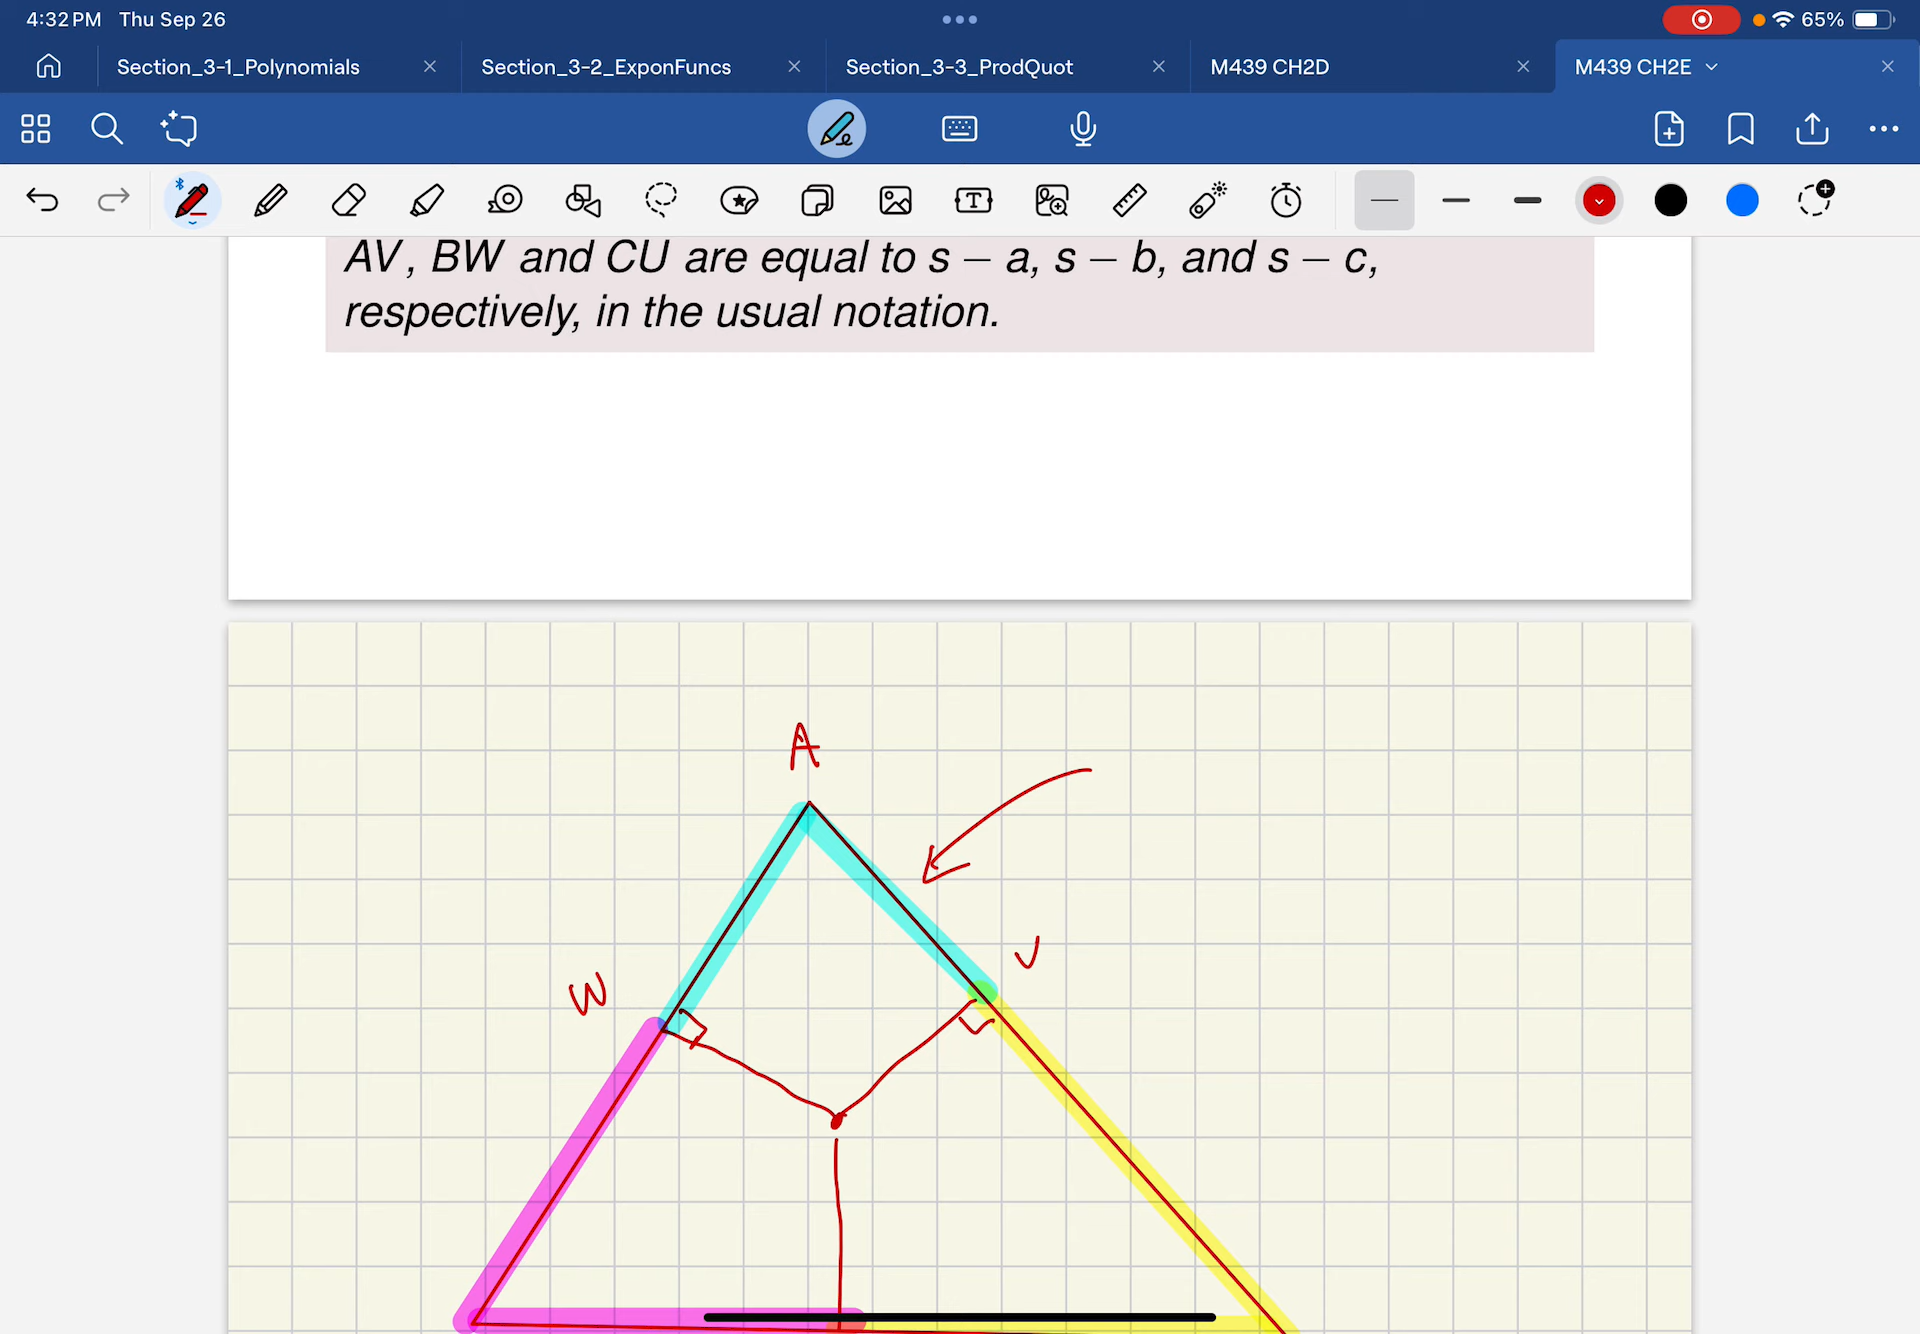 4:32 PM Thu Sep 26
65%
Section_3-1_Polynomials
Section_3-2_ExponFuncs
Section_3-3_ProdQuot
M439 CH2D
M439 CH2E
AV, BW and CU are equal to s − a, s − b, and s − c,
respectively, in the usual notation.
A
V
W